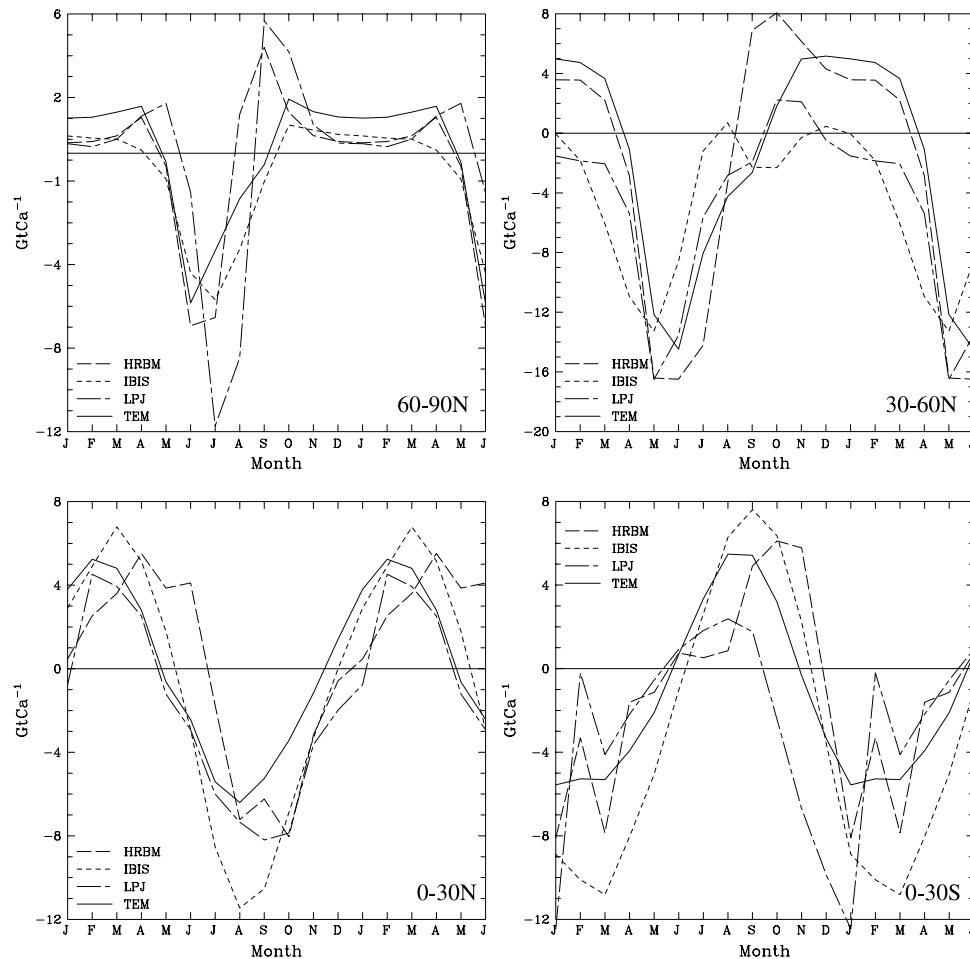 6
2
-1
-4
-8
-12
GtCa⁻¹
HRBM
IBIS
LPJ
TEM
60-90N
J F M A M J J A S O N D J F M A M J
Month
8
4
0
-4
-8
-12
-16
-20
GtCa⁻¹
HRBM
IBIS
LPJ
TEM
30-60N
J F M A M J J A S O N D J F M A M J
Month
8
4
0
-4
-8
-12
GtCa⁻¹
HRBM
IBIS
LPJ
TEM
0-30N
J F M A M J J A S O N D J F M A M J
Month
8
4
0
-4
-8
-12
GtCa⁻¹
HRBM
IBIS
LPJ
TEM
0-30S
J F M A M J J A S O N D J F M A M J
Month